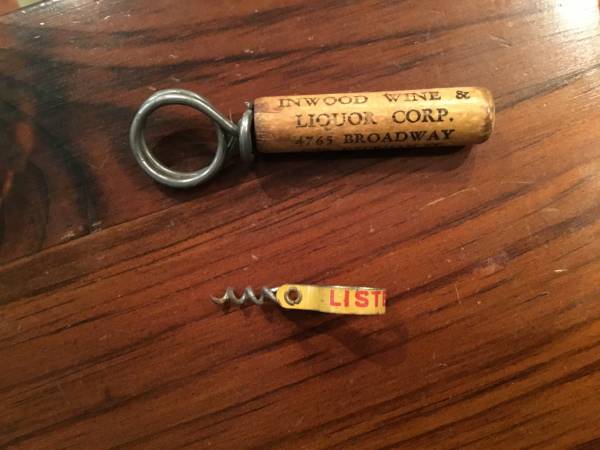 INWOOD WINE &
LIQUOR CORP.
4765 BROADWAY
LIST